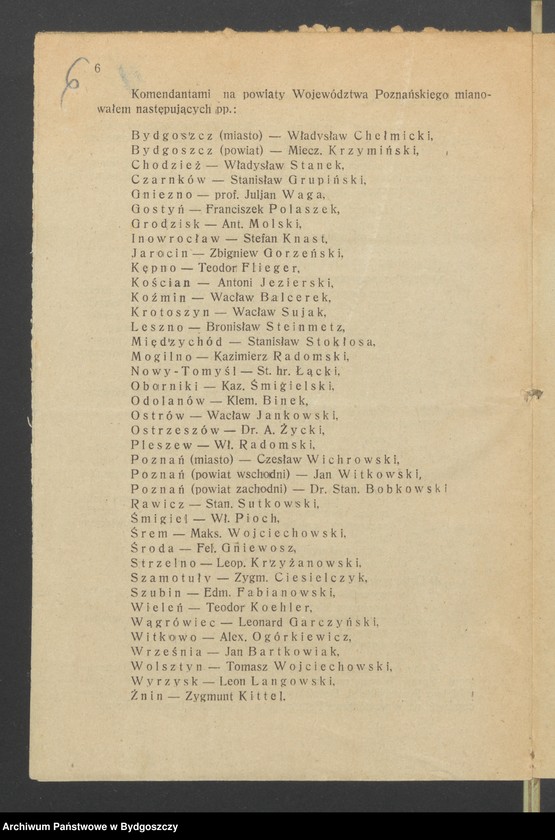 6
6
Komendantami na powiaty Województwa Poznańskiego miano-
wałem następujących pp.:
Bydgoszcz (miasto) — Władysław Chełmicki,
Bydgoszcz (powiat) — Miecz. Krzymiński,
Chodzież — Władysław Stanek,
Czarnków — Stanisław Grupiński,
Gniezno — prof. Juljan Waga,
Gostyń — Franciszek Polaszek,
Grodzisk — Ant. Molski,
Inowrocław — Stefan Knast,
Jarocin — Zbigniew Gorzeński,
Kępno — Teodor Flieger,
Kościan — Antoni Jezierski,
Koźmin — Wacław Balcerek,
Krotoszyn — Wacław Sujak,
Leszno — Bronisław Steinmetz,
Międzychód — Stanisław Stokłosa,
Mogilno — Kazimierz Radomski,
Nowy-Tomyśl — St. hr. Łącki,
Oborniki — Kaz. Śmigielski,
Odolanów — Klem. Binek,
Ostrów — Wacław Jankowski,
Ostrzeszów — Dr. A. Życki,
Pleszew — Wł. Radomski,
Poznań (miasto) — Czesław Wichrowski,
Poznań (powiat wschodni) — Jan Witkowski,
Poznań (powiat zachodni) — Dr. Stan. Bobkowski
Rawicz — Stan. Sutkowski,
Śmigiel — Wł. Pioch,
Śrem — Maks. Wojciechowski,
Środa — Fel. Gniewosz,
Strzelno — Leop. Krzyżanowski,
Szamotuły — Zygm. Ciesielczyk,
Szubin — Edm. Fabianowski,
Wieleń — Teodor Koehler,
Wągrówiec — Leonard Garczyński,
Witkowo — Alex. Ogórkiewicz,
Września — Jan Bartkowiak,
Wolsztyn — Tomasz Wojciechowski,
Wyrzysk — Leon Langowski,
Żnin — Zygmunt Kittel.
Archiwum Państwowe w Bydgoszczy